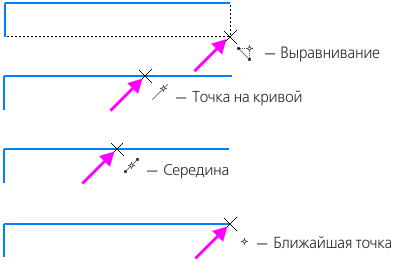 — Выравнивание
— Точка на кривой
— Середина
— Ближайшая точка